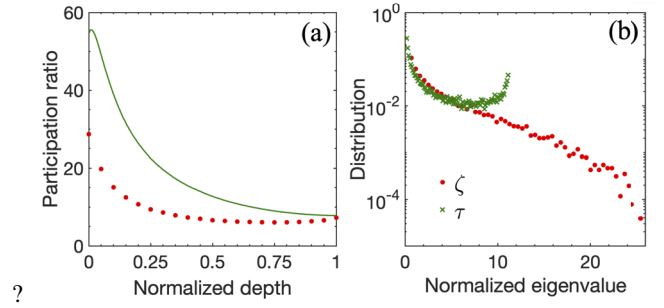 (a)
60
40
20
0
Participation ratio
0 0.25 0.5 0.75 1
Normalized depth
(b)
10^0
10^-2
10^-4
Distribution
ζ
τ
0 10 20
Normalized eigenvalue
?